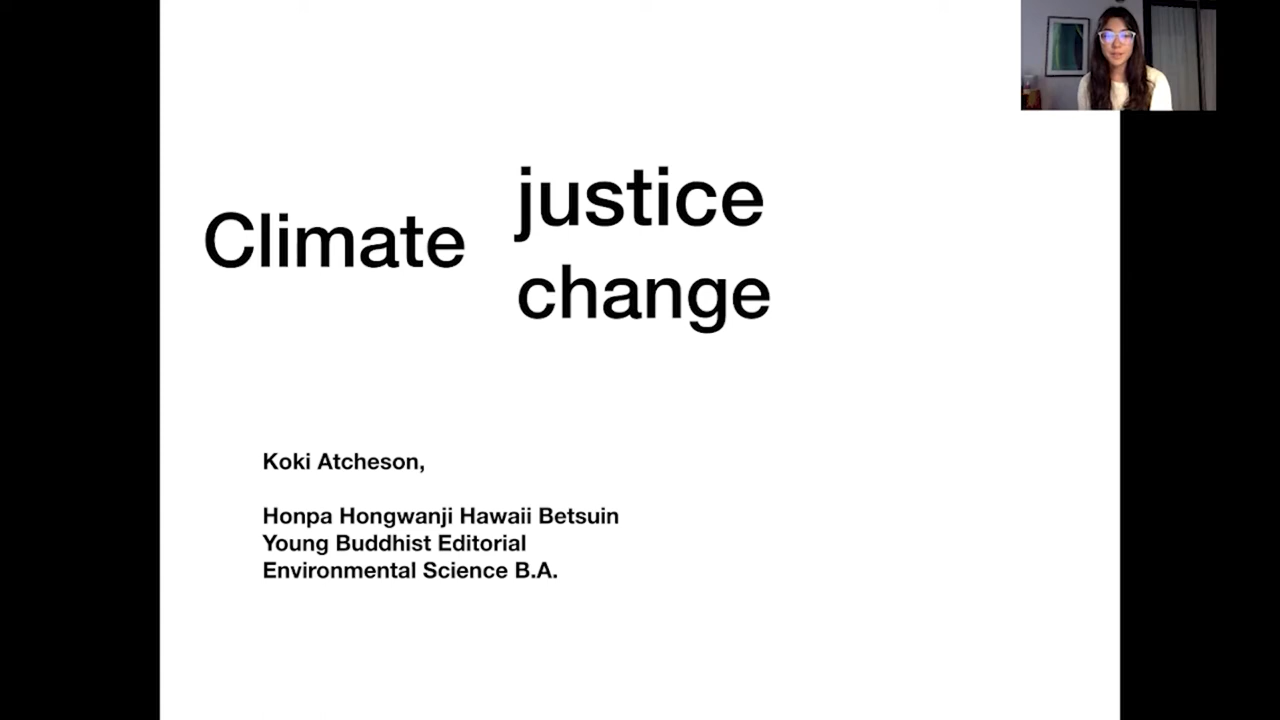 Climate
justice
change
Koki Atcheson,
Honpa Hongwanji Hawaii Betsuin
Young Buddhist Editorial
Environmental Science B.A.